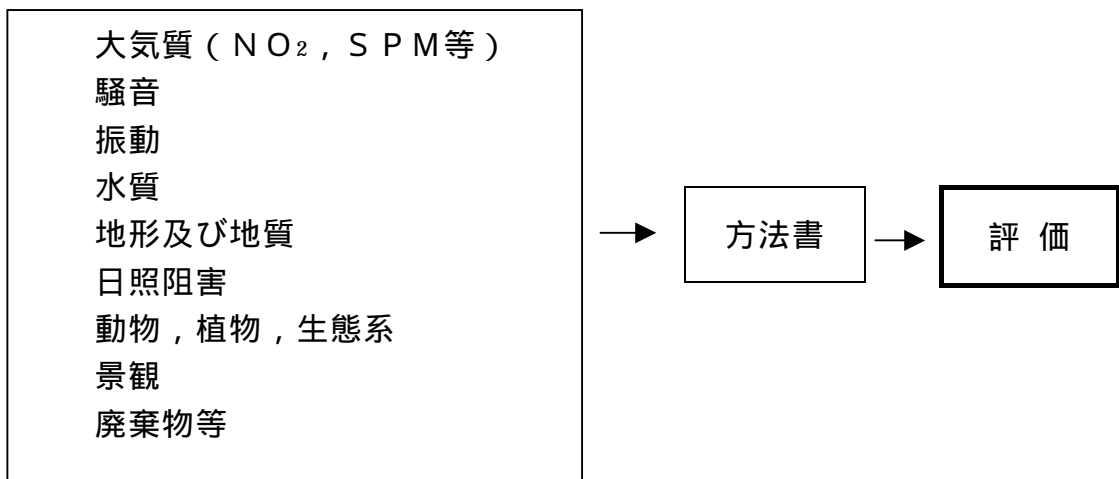 大気質（ＮＯ₂，ＳＰＭ等）
騒音
振動
水質
地形及び地質
日照阻害
動物，植物，生態系
景観
廃棄物等
方法書
評 価